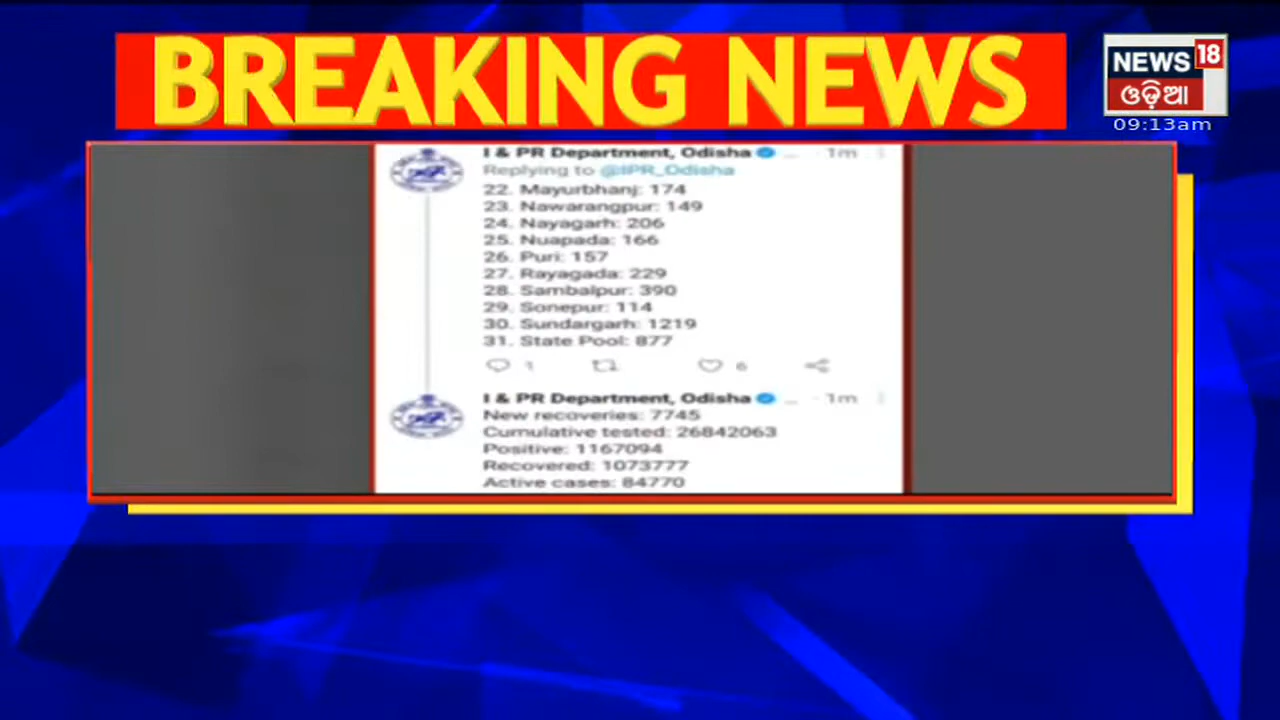 BREAKING NEWS
NEWS 18
ଓଡ଼ିଆ
09:13am
I & PR Department, Odisha ... · 1m
Replying to @IPR_Odisha
22. Mayurbhanj: 174
23. Nawarangpur: 149
24. Nayagarh: 206
25. Nuapada: 166
26. Puri: 157
27. Rayagada: 229
28. Sambalpur: 390
29. Sonepur: 114
30. Sundargarh: 1219
31. State Pool: 877
1 6
I & PR Department, Odisha ... · 1m
New recoveries: 7745
Cumulative tested: 26842063
Positive: 1167094
Recovered: 1073777
Active cases: 84770